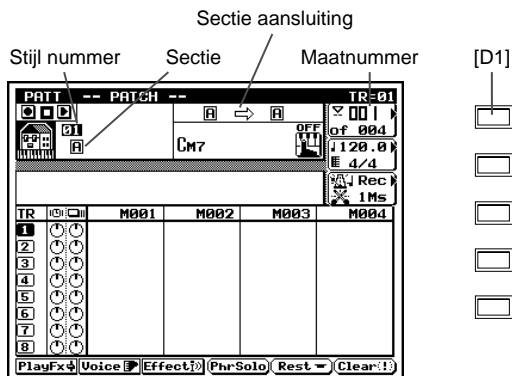 Sectie aansluiting
Stijl nummer Sectie Maatnummer [D1]
PATT -- PATCH -- TR=01
01 A A ⇨ A 001
of 004
A CM7 OFF ♩120.0
4/4
Rec
1Ms
TR M001 M002 M003 M004
1
2
3
4
5
6
7
8
PlayFx Voice Effect PhrSolo Rest Clear